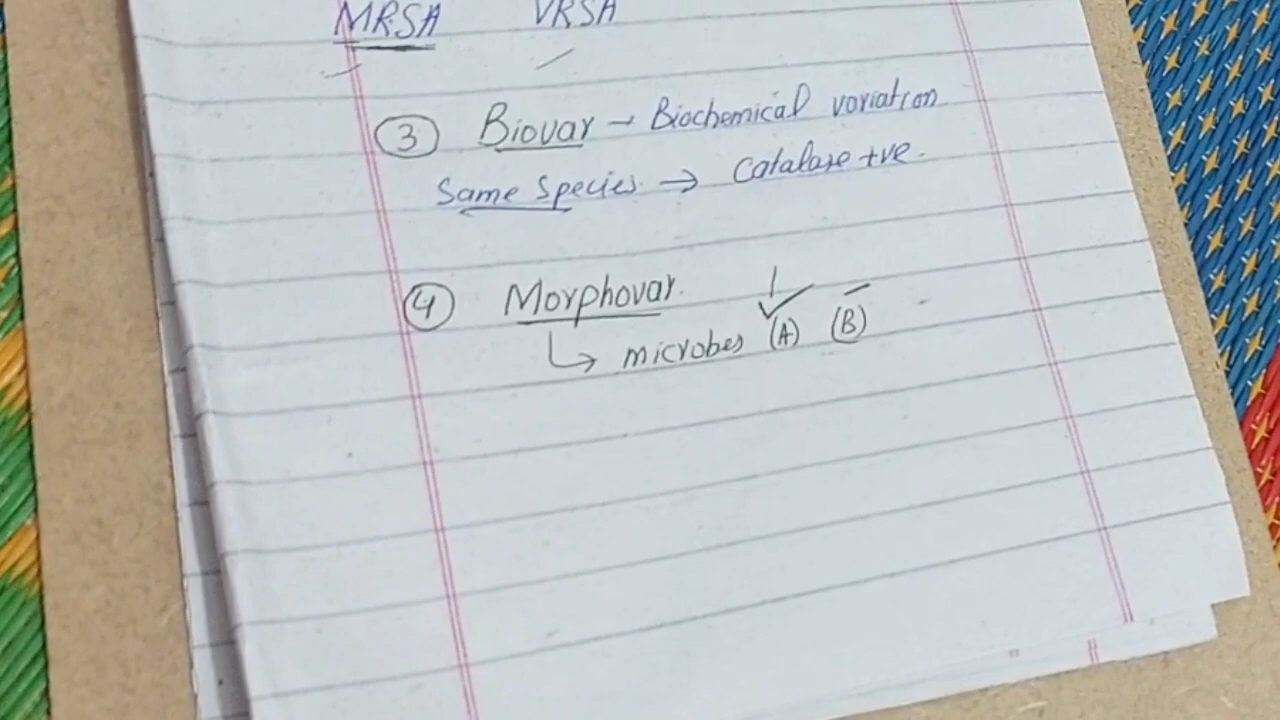 MRSA VRSA
③ Biovar → Biochemical variation
Same species → Catalase +ve.
④ Morphovar.
↳ microbes (A) (B)